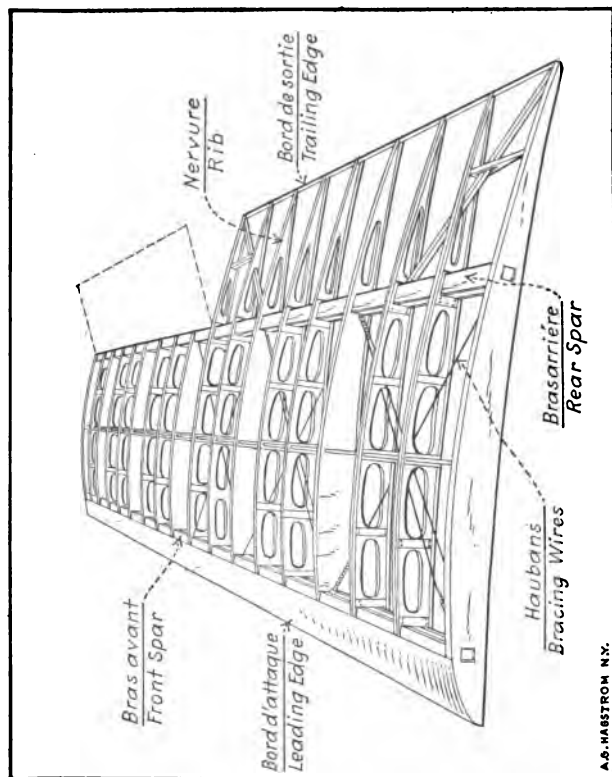 Bras avant
Front Spar
Nervure
Rib
Bord d'attaque
Leading Edge
Bord de sortie
Trailing Edge
Haubans
Bracing Wires
Brasarriére
Rear Spar
A.S.HAGSTROM N.Y.